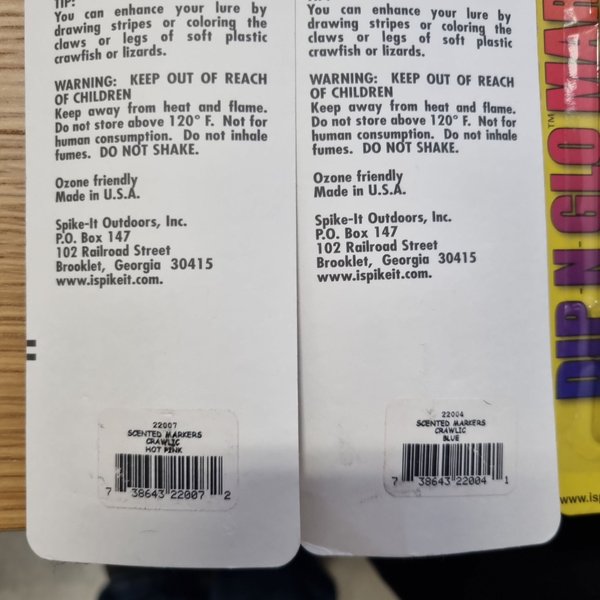 TIP:
You can enhance your lure by
drawing stripes or coloring the
claws or legs of soft plastic
crawfish or lizards.
WARNING: KEEP OUT OF REACH
OF CHILDREN
Keep away from heat and flame.
Do not store above 120° F. Not for
human consumption. Do not inhale
fumes. DO NOT SHAKE.
Ozone friendly
Made in U.S.A.
Spike-It Outdoors, Inc.
P.O. Box 147
102 Railroad Street
Brooklet, Georgia 30415
www.ispikeit.com.
22007
SCENTED MARKERS
CRAWLIC
HOT PINK
7 38643 22007 2
You can enhance your lure by
drawing stripes or coloring the
claws or legs of soft plastic
crawfish or lizards.
WARNING: KEEP OUT OF REACH
OF CHILDREN
Keep away from heat and flame.
Do not store above 120° F. Not for
human consumption. Do not inhale
fumes. DO NOT SHAKE.
Ozone friendly
Made in U.S.A.
Spike-It Outdoors, Inc.
P.O. Box 147
102 Railroad Street
Brooklet, Georgia 30415
www.ispikeit.com.
22004
SCENTED MARKERS
CRAWLIC
BLUE
7 38643 22004 1
DIP-N-GLO MAR
™
www.is